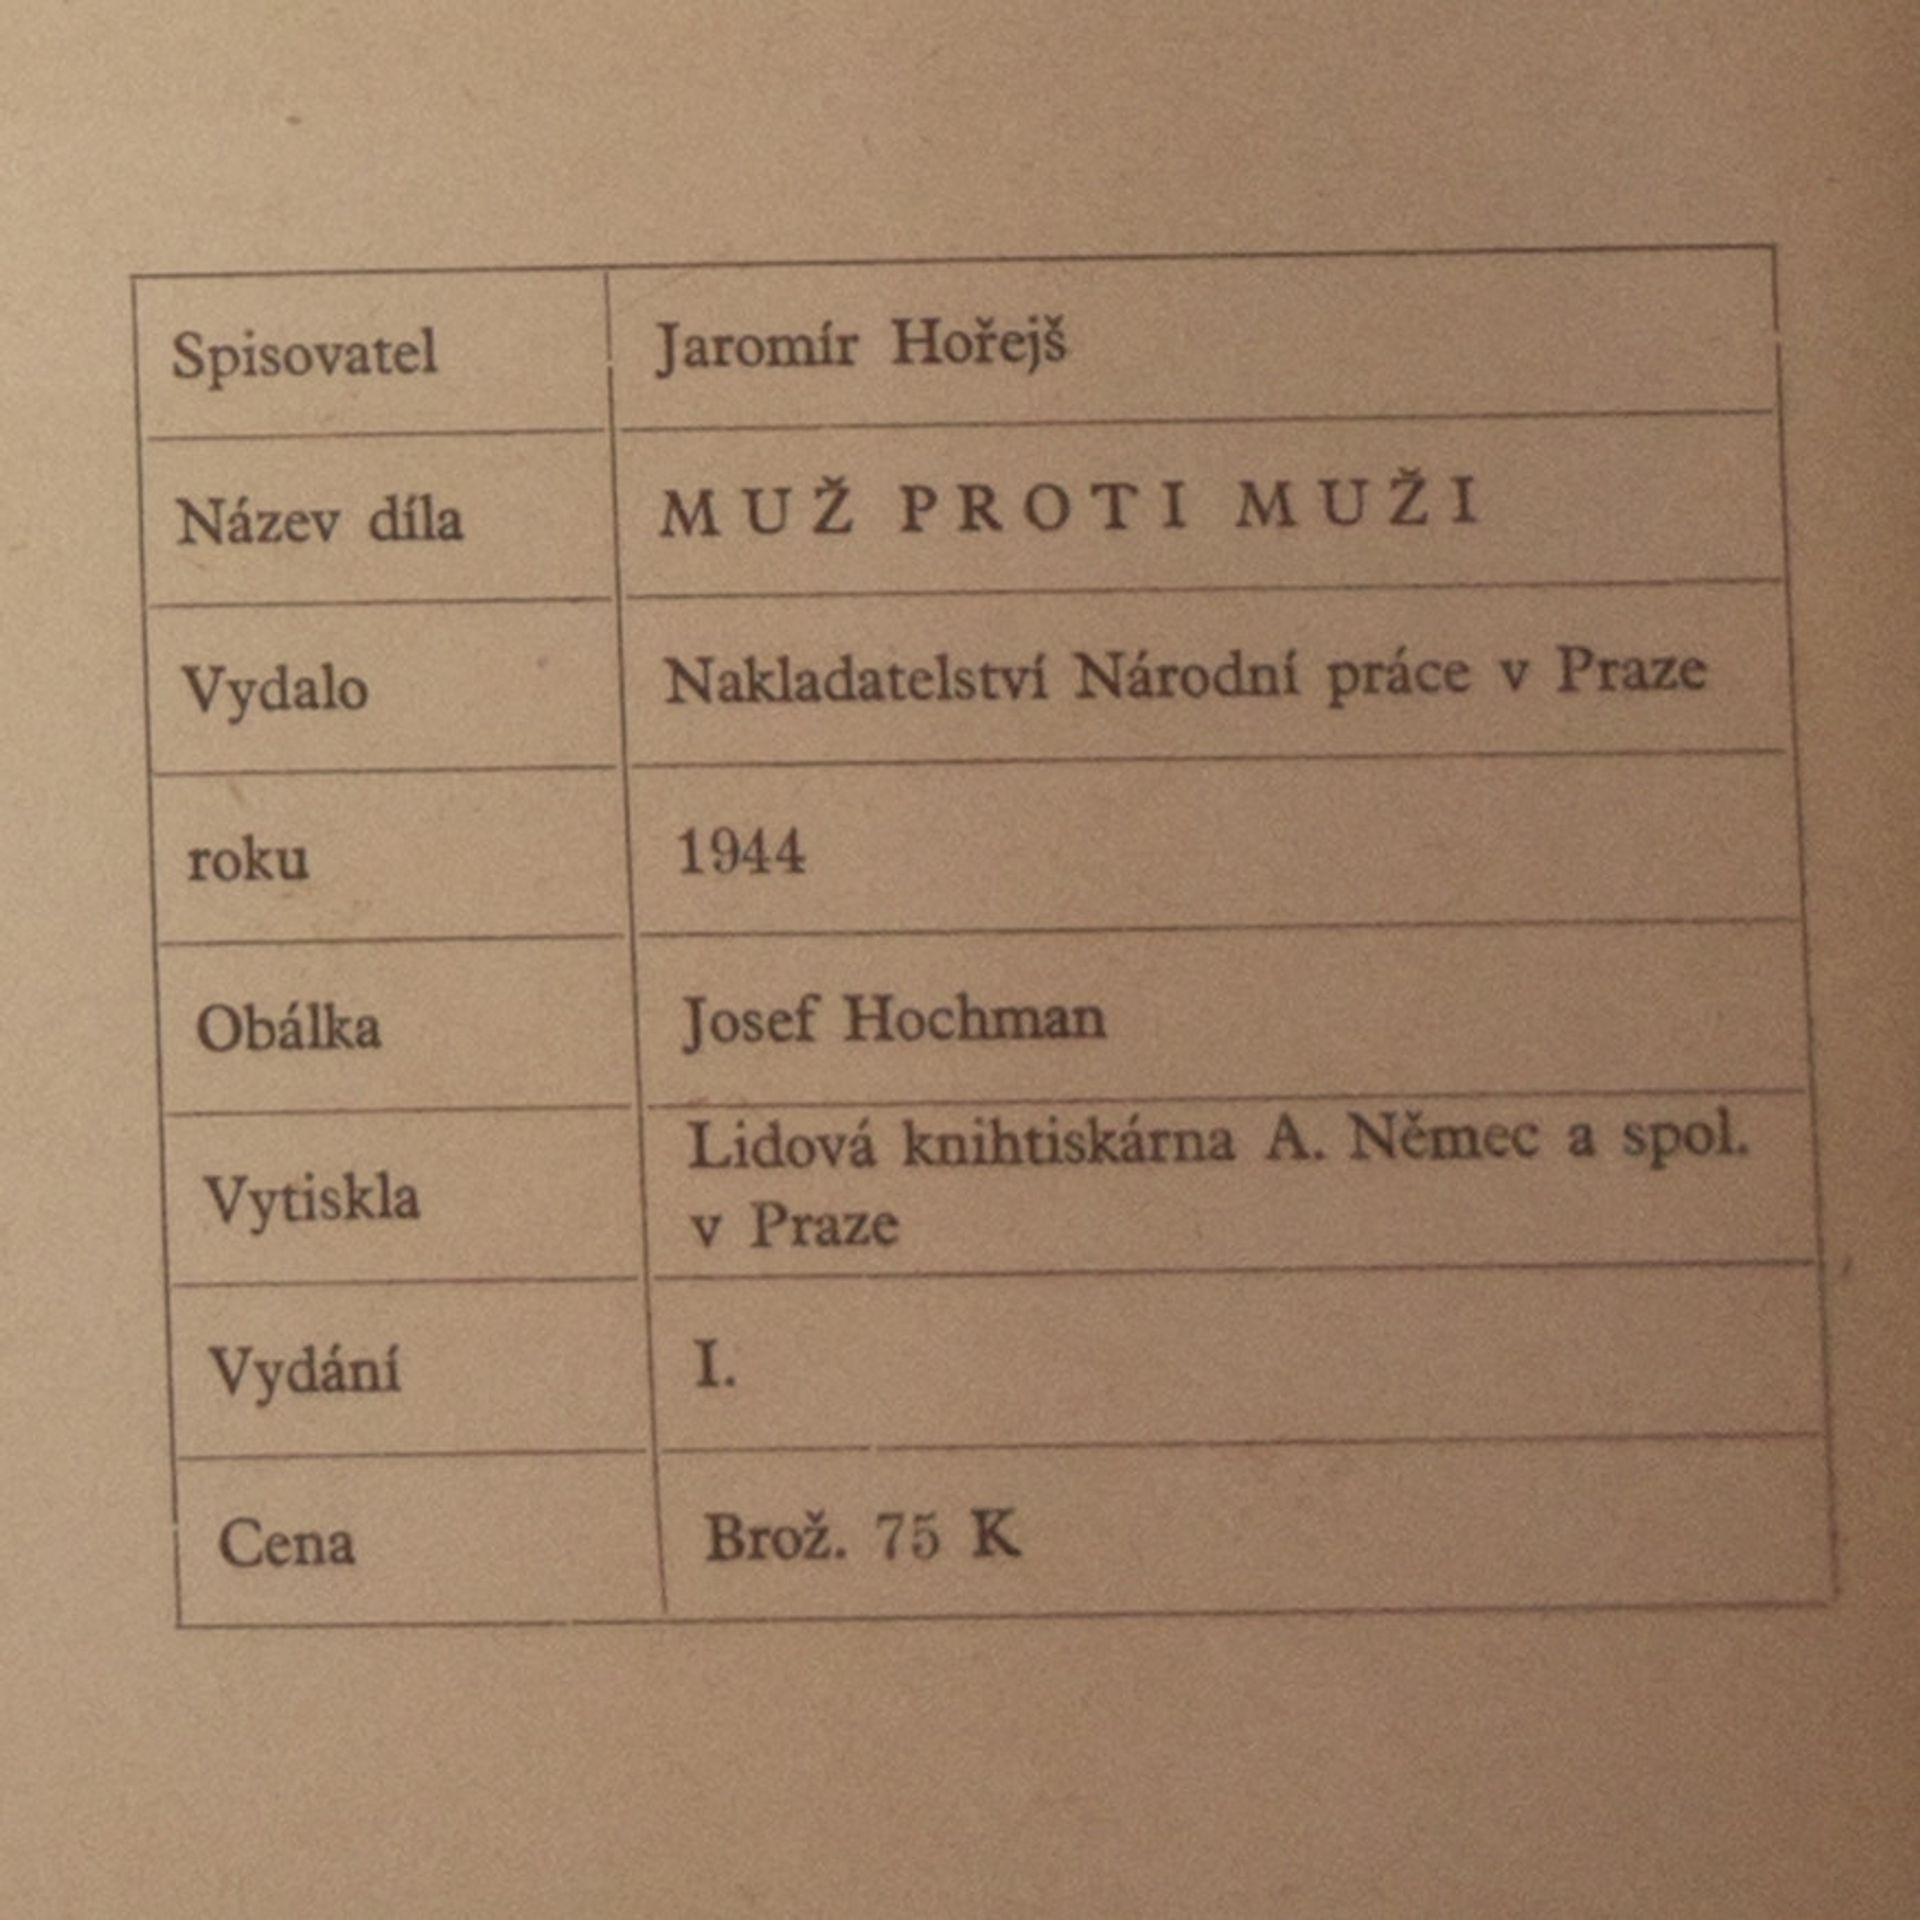 Spisovatel Jaromír Hořejš
Název díla MUŽ PROTI MUŽI
Vydalo Nakladatelství Národní práce v Praze
roku 1944
Obálka Josef Hochman
Vytiskla Lidová knihtiskárna A. Němec a spol.
v Praze
Vydání I.
Cena Brož. 75 K